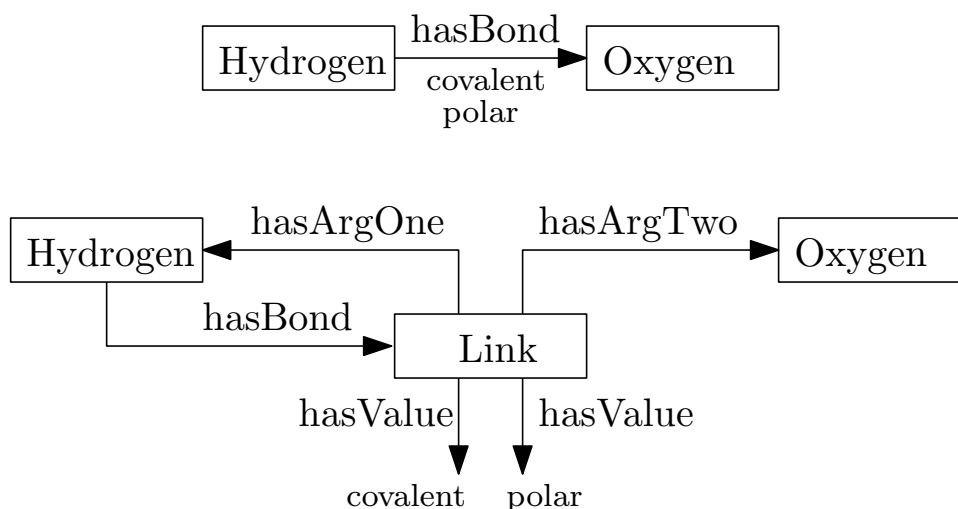 hasBond
Hydrogen
Oxygen
covalent
polar
hasArgOne
hasArgTwo
Hydrogen
Oxygen
hasBond
Link
hasValue
hasValue
covalent
polar